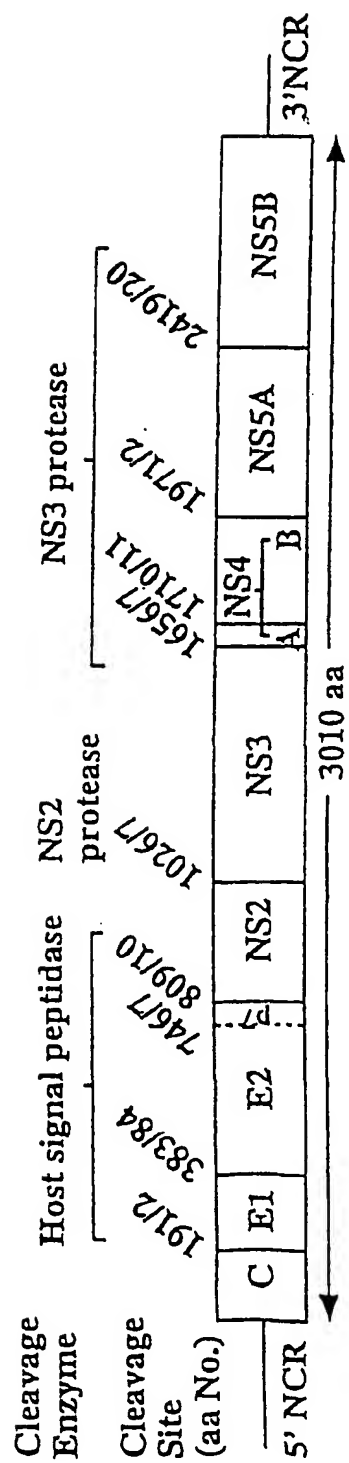 Cleavage
Enzyme
Host signal peptidase
NS2
protease
NS3 protease
Cleavage
Site
(aa No.)
191/2
383/84
746/7
809/10
1026/7
1656/7
1710/11
1971/2
2419/20
C
E1
E2
NS2
NS3
NS4
A
B
NS5A
NS5B
5' NCR
3'NCR
3010 aa